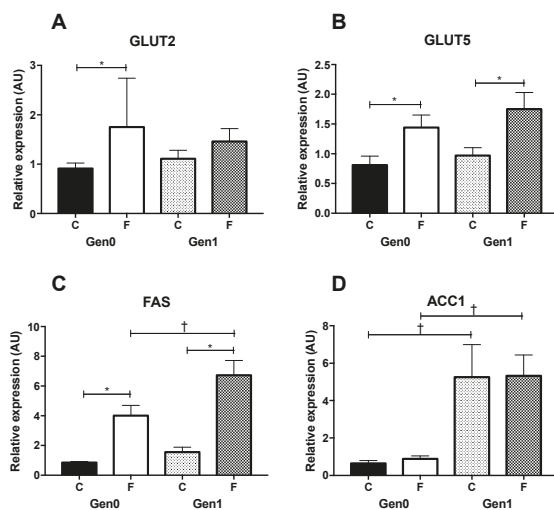 A
GLUT2
Relative expression (AU)
3
2
1
0
*
C F C F
Gen0 Gen1
B
GLUT5
Relative expression (AU)
2.5
2.0
1.5
1.0
0.5
0.0
* *
C F C F
Gen0 Gen1
C
FAS
Relative expression (AU)
10
8
6
4
2
0
†
* *
C F C F
Gen0 Gen1
D
ACC1
Relative expression (AU)
8
6
4
2
0
†
†
C F C F
Gen0 Gen1